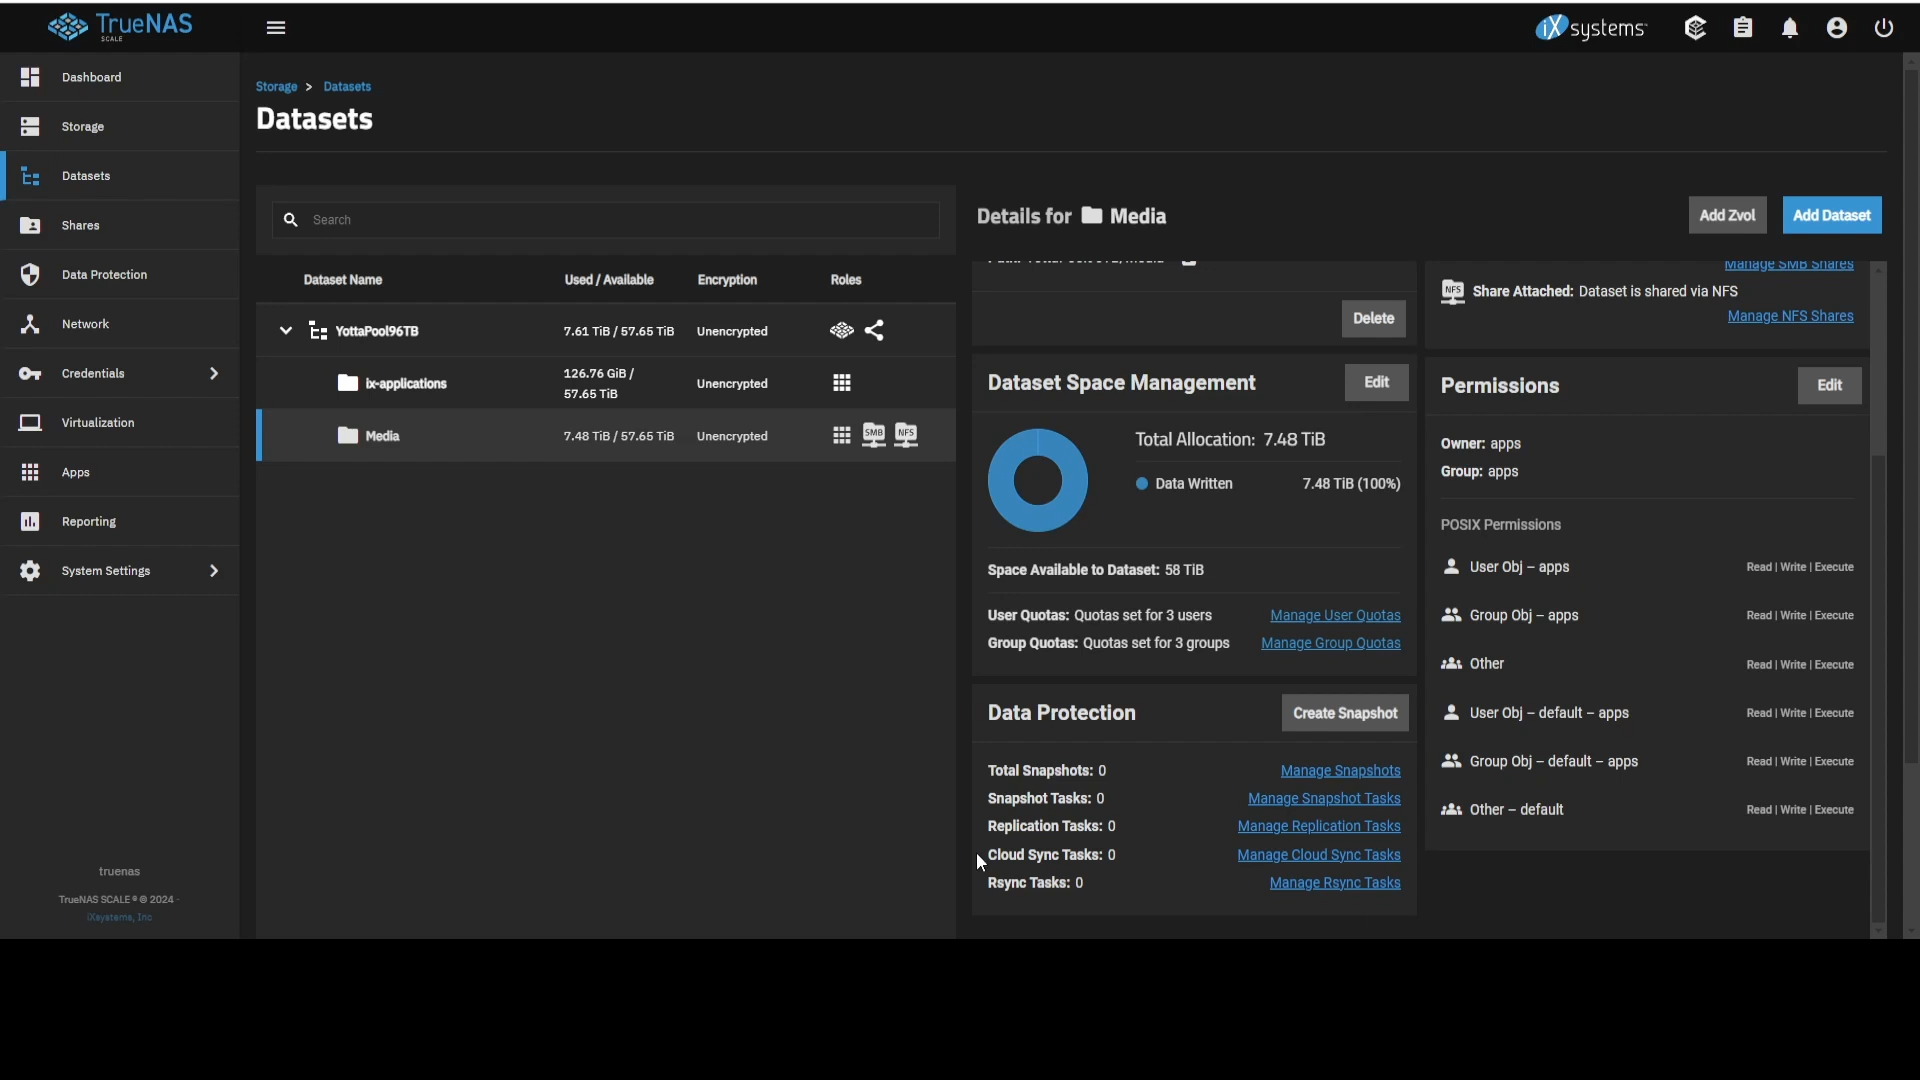 TrueNAS
SCALE
iX systems
Dashboard
Storage
Datasets
Shares
Data Protection
Network
Credentials
Virtualization
Apps
Reporting
System Settings
truenas
TrueNAS SCALE ® © 2024 -
iXsystems, Inc
Storage > Datasets
Datasets
Search
Dataset Name Used / Available Encryption Roles
YottaPool96TB 7.61 TiB / 57.65 TiB Unencrypted
ix-applications 126.76 GiB / 57.65 TiB Unencrypted
Media 7.48 TiB / 57.65 TiB Unencrypted SMB NFS
Details for Media
Add Zvol
Add Dataset
Delete
Dataset Space Management
Edit
Total Allocation: 7.48 TiB
Data Written 7.48 TiB (100%)
Space Available to Dataset: 58 TiB
User Quotas: Quotas set for 3 users Manage User Quotas
Group Quotas: Quotas set for 3 groups Manage Group Quotas
Data Protection
Create Snapshot
Total Snapshots: 0 Manage Snapshots
Snapshot Tasks: 0 Manage Snapshot Tasks
Replication Tasks: 0 Manage Replication Tasks
Cloud Sync Tasks: 0 Manage Cloud Sync Tasks
Rsync Tasks: 0 Manage Rsync Tasks
Manage SMB Shares
NFS Share Attached: Dataset is shared via NFS
Manage NFS Shares
Permissions
Edit
Owner: apps
Group: apps
POSIX Permissions
User Obj – apps Read | Write | Execute
Group Obj – apps Read | Write | Execute
Other Read | Write | Execute
User Obj – default – apps Read | Write | Execute
Group Obj – default – apps Read | Write | Execute
Other – default Read | Write | Execute